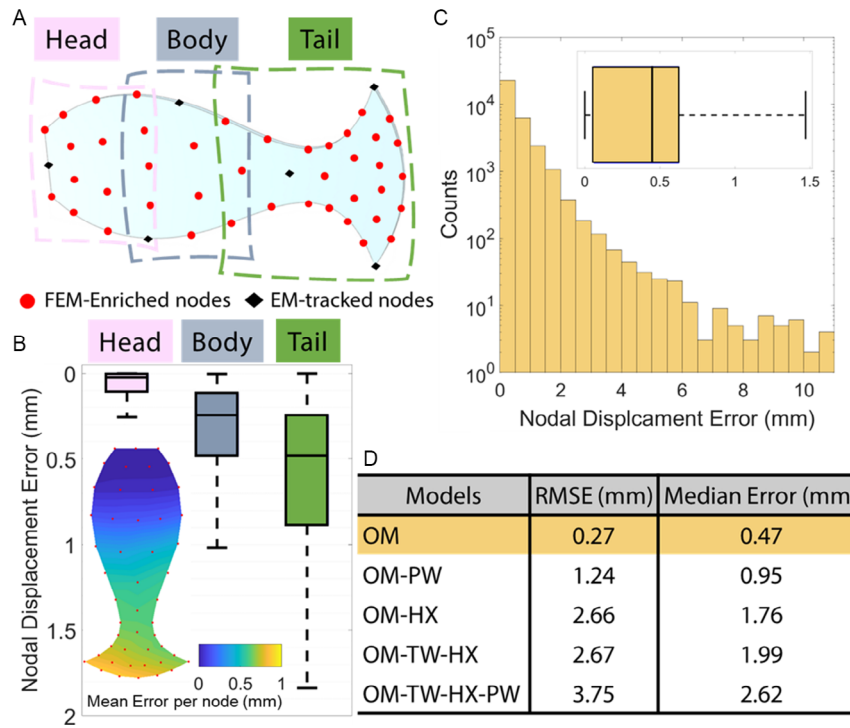 A
Head Body Tail
FEM-Enriched nodes EM-tracked nodes
B
Head Body Tail
Nodal Displacement Error (mm)
0
0.5
1
1.5
2
0 0.5 1
Mean Error per node (mm)
C
Counts
10^5
10^4
10^3
10^2
10^1
10^0
0 0.5 1 1.5
0 2 4 6 8 10
Nodal Displcament Error (mm)
D
Models RMSE (mm) Median Error (mm
OM 0.27 0.47
OM-PW 1.24 0.95
OM-HX 2.66 1.76
OM-TW-HX 2.67 1.99
OM-TW-HX-PW 3.75 2.62